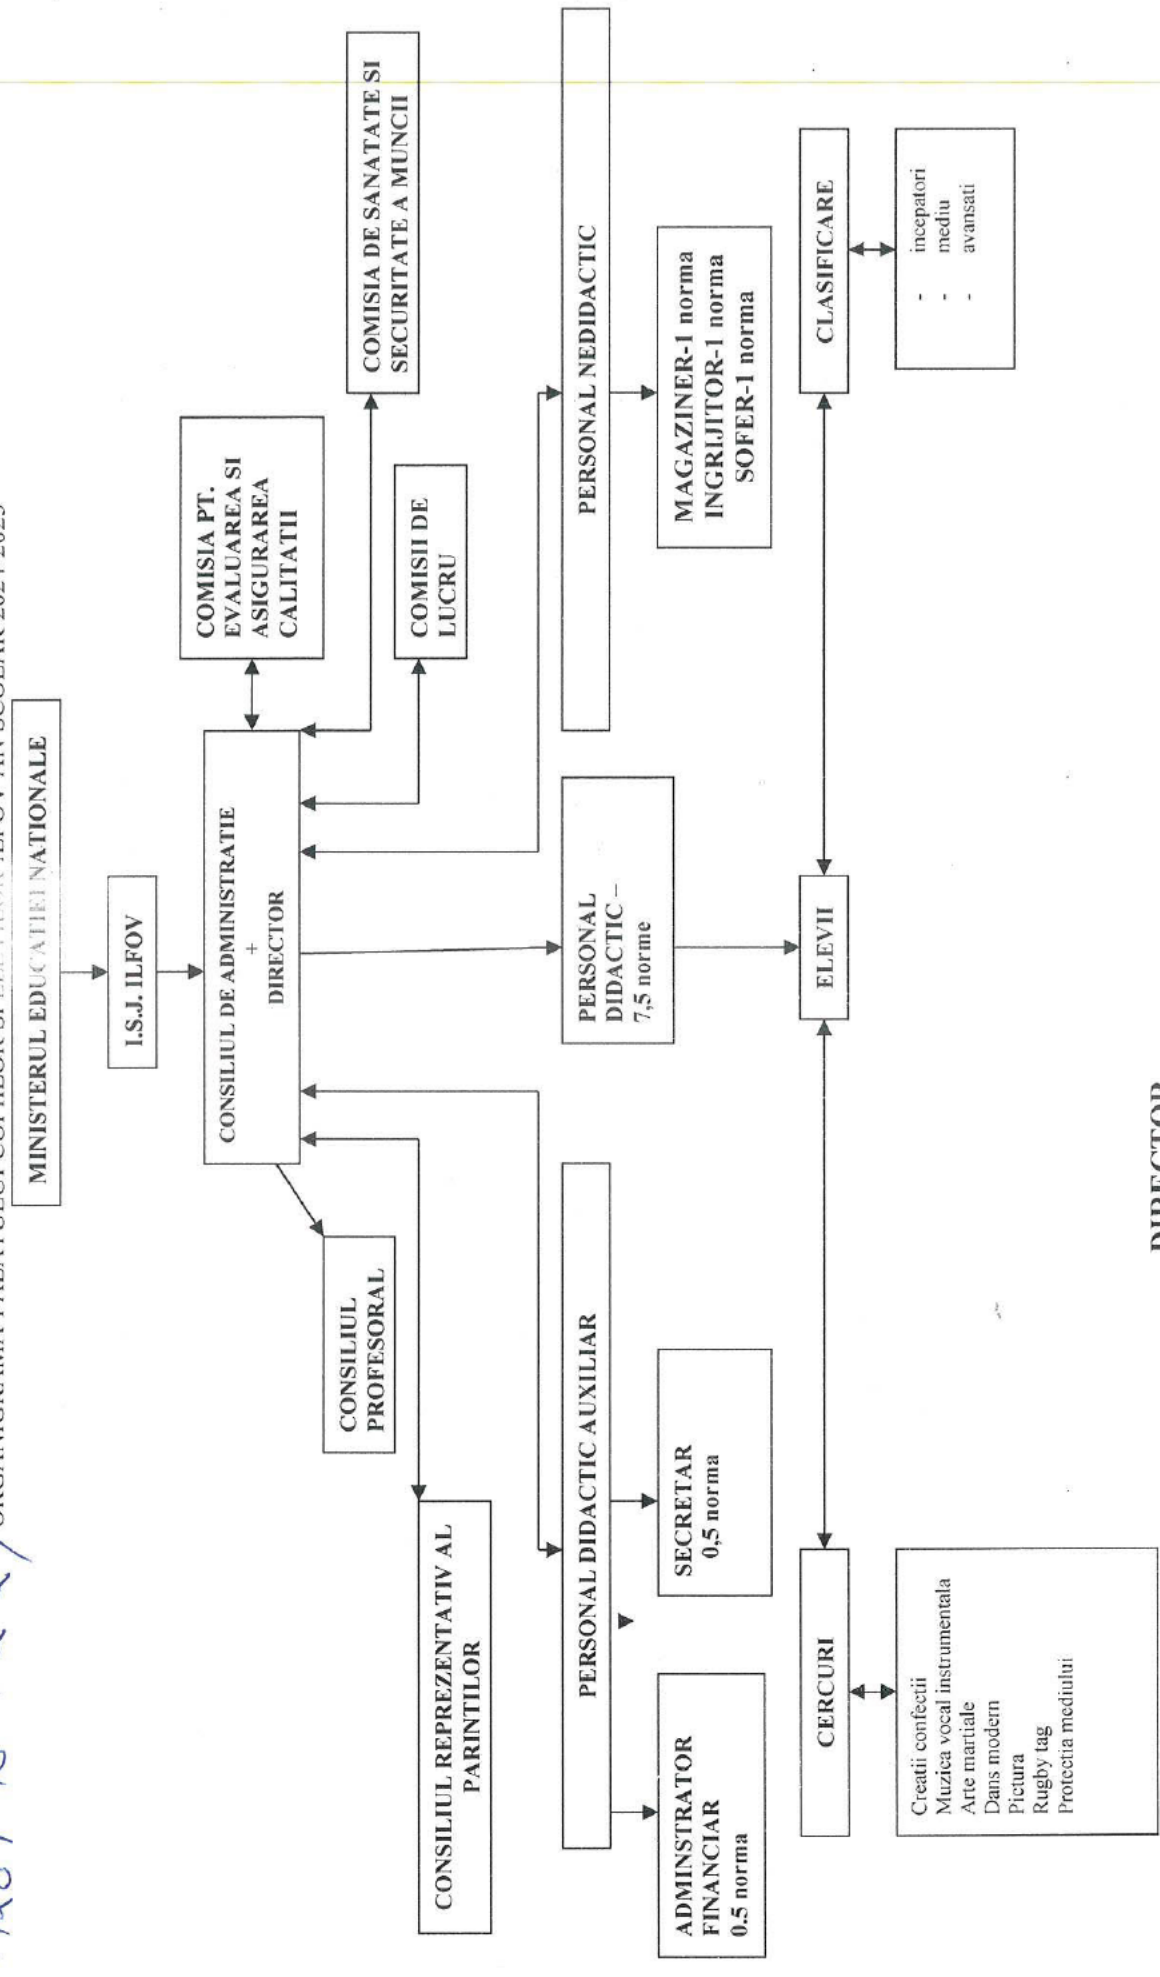 ORGANIGRAMA PALATULUI COPIILOR SI ILFOV AN SCOLAR 2024-2025
MINISTERUL EDUCATIEI NATIONALE
I.S.J. ILFOV
CONSILIUL DE ADMINISTRATIE
+
DIRECTOR
COMISIA PT.
EVALUAREA SI
ASIGURAREA
CALITATII
COMISIA DE SANATATE SI
SECURITATE A MUNCII
COMISII DE
LUCRU
CONSILIUL
PROFESORAL
CONSILIUL REPREZENTATIV AL
PARINTILOR
PERSONAL DIDACTIC AUXILIAR
PERSONAL
DIDACTIC –
7,5 norme
PERSONAL NEDIDACTIC
ADMINSTRATOR
FINANCIAR
0.5 norma
SECRETAR
0,5 norma
MAGAZINER-1 norma
INGRIJITOR-1 norma
SOFER-1 norma
CERCURI
ELEVII
CLASIFICARE
Creatii confectii
Muzica vocal instrumentala
Arte martiale
Dans modern
Pictura
Rugby tag
Protectia mediului
- incepatori
- mediu
- avansati
DIRECTOR